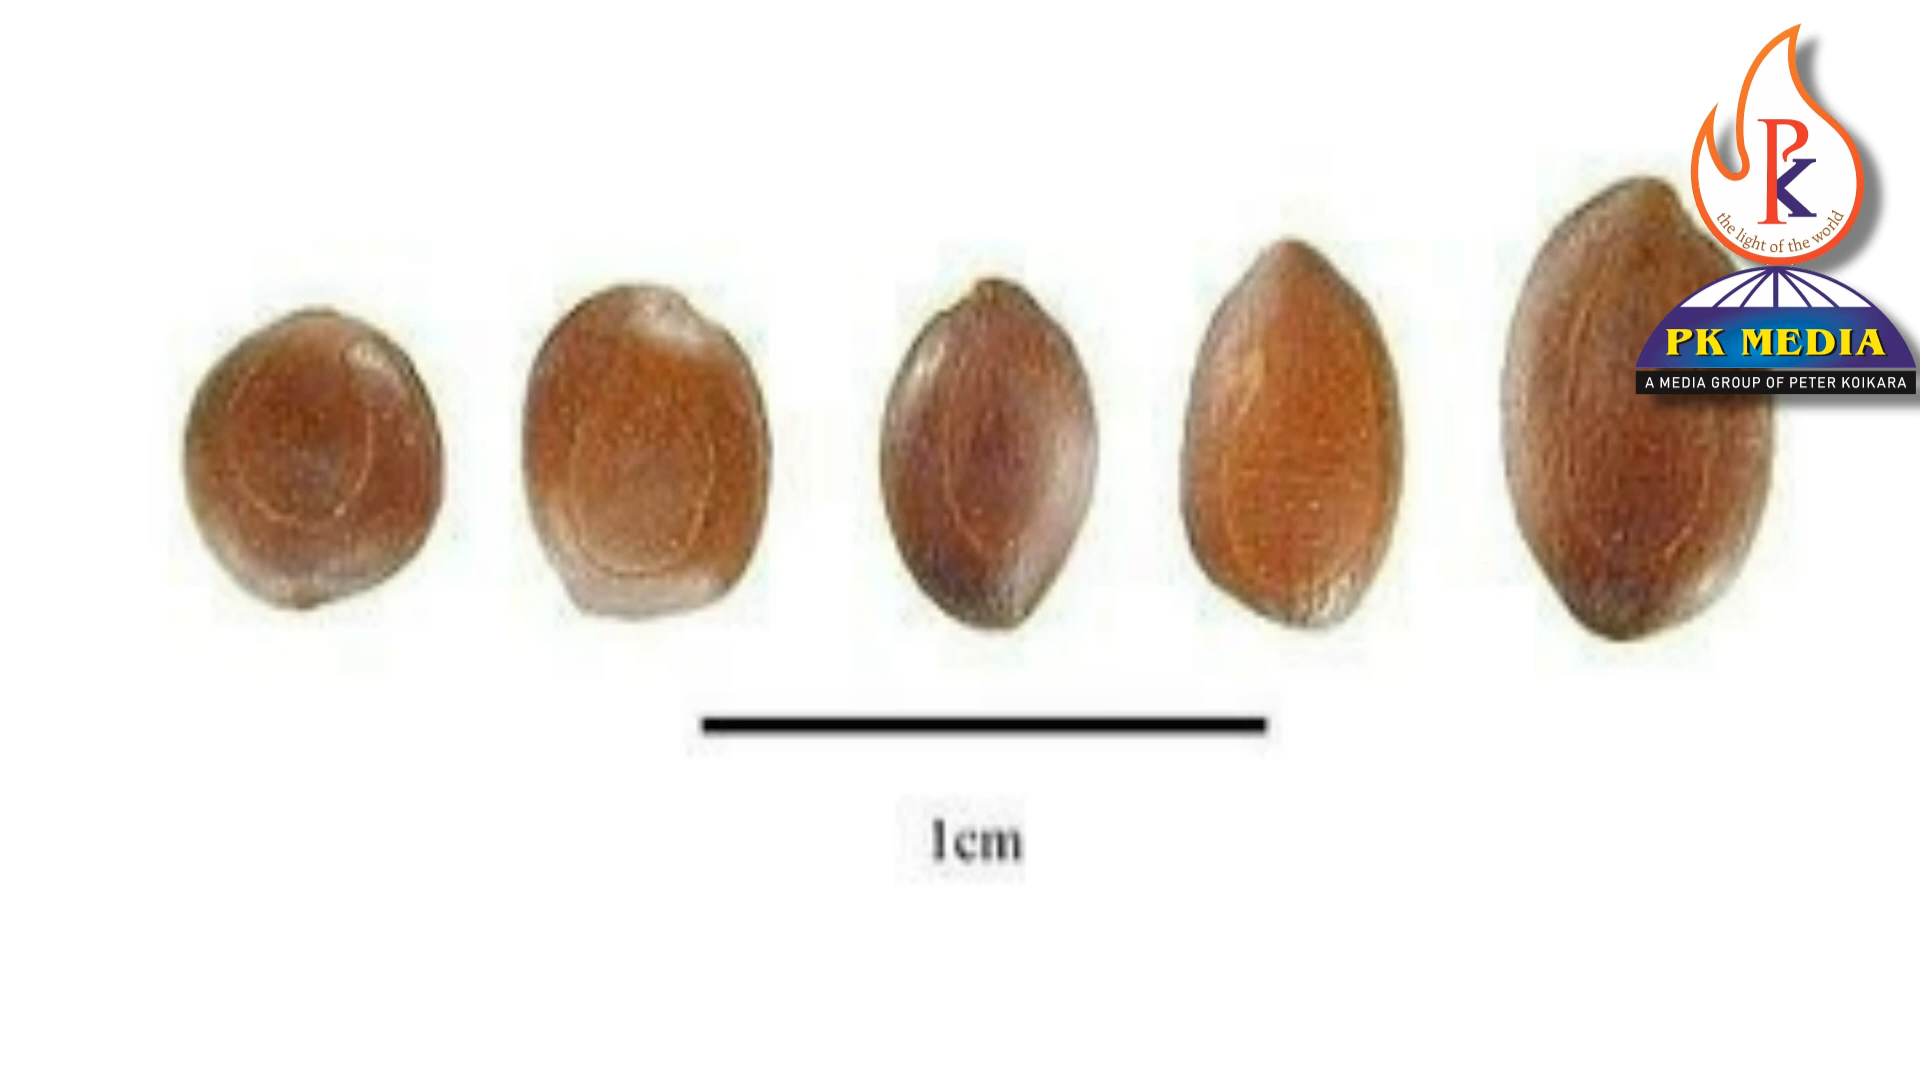 PK
the light of the world
PK MEDIA
A MEDIA GROUP OF PETER KOIKARA
1cm